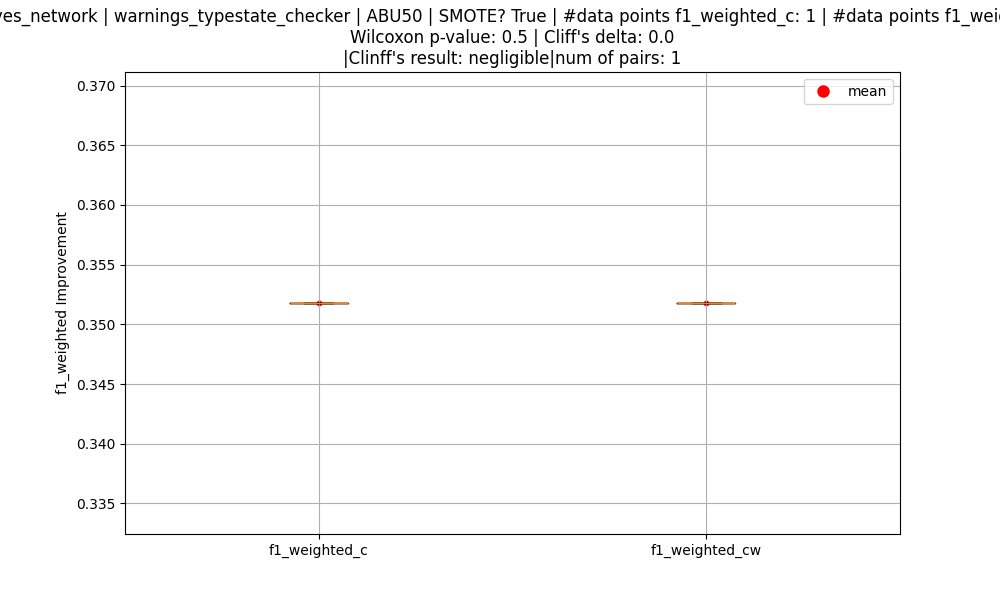 yes_network | warnings_typestate_checker | ABU50 | SMOTE? True | #data points f1_weighted_c: 1 | #data points f1_wei
Wilcoxon p-value: 0.5 | Cliff's delta: 0.0
|Clinff's result: negligible|num of pairs: 1
mean
0.370
0.365
0.360
0.355
0.350
0.345
0.340
0.335
f1_weighted Improvement
f1_weighted_c
f1_weighted_cw